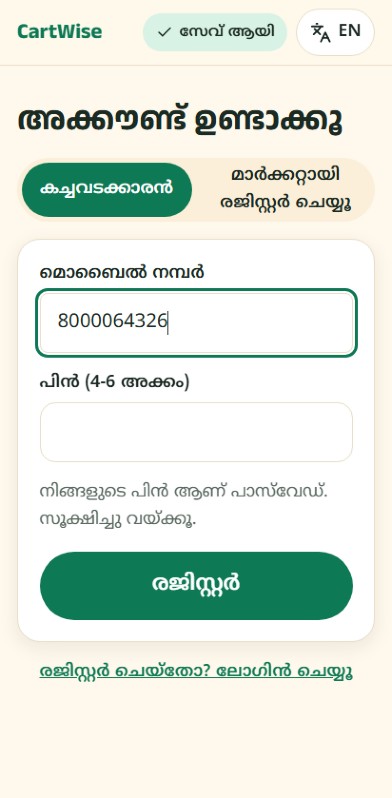 CartWise
സേവ് ആയി
EN
അക്കൗണ്ട് ഉണ്ടാക്കൂ
കച്ചവടക്കാരൻ
മാർക്കറ്റായി
രജിസ്റ്റർ ചെയ്യൂ
മൊബൈൽ നമ്പർ
8000064326
പിൻ (4-6 അക്കം)
നിങ്ങളുടെ പിൻ ആണ് പാസ്‌വേഡ്.
സൂക്ഷിച്ചു വയ്ക്കൂ.
രജിസ്റ്റർ
രജിസ്റ്റർ ചെയ്തോ? ലോഗിൻ ചെയ്യൂ